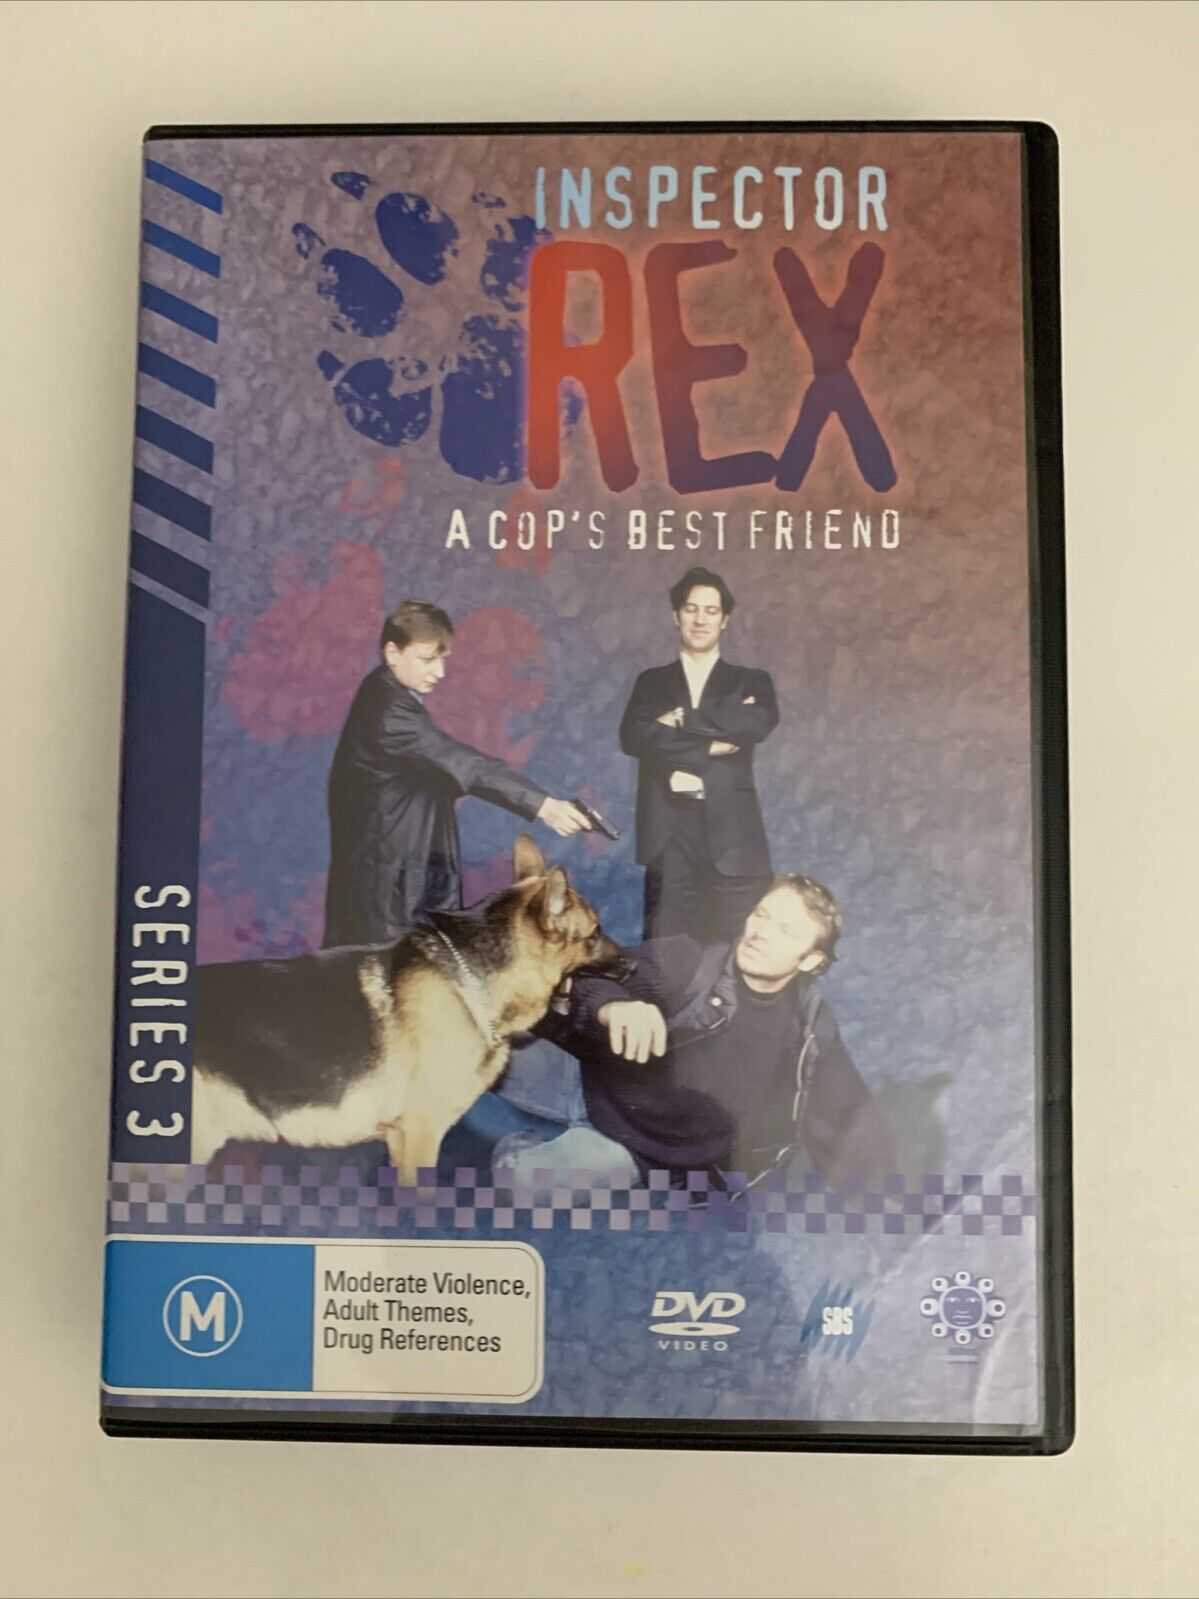 INSPECTOR
REX
A COP'S BEST FRIEND
SERIES 3
M
Moderate Violence,
Adult Themes,
Drug References
DVD
VIDEO
SBS